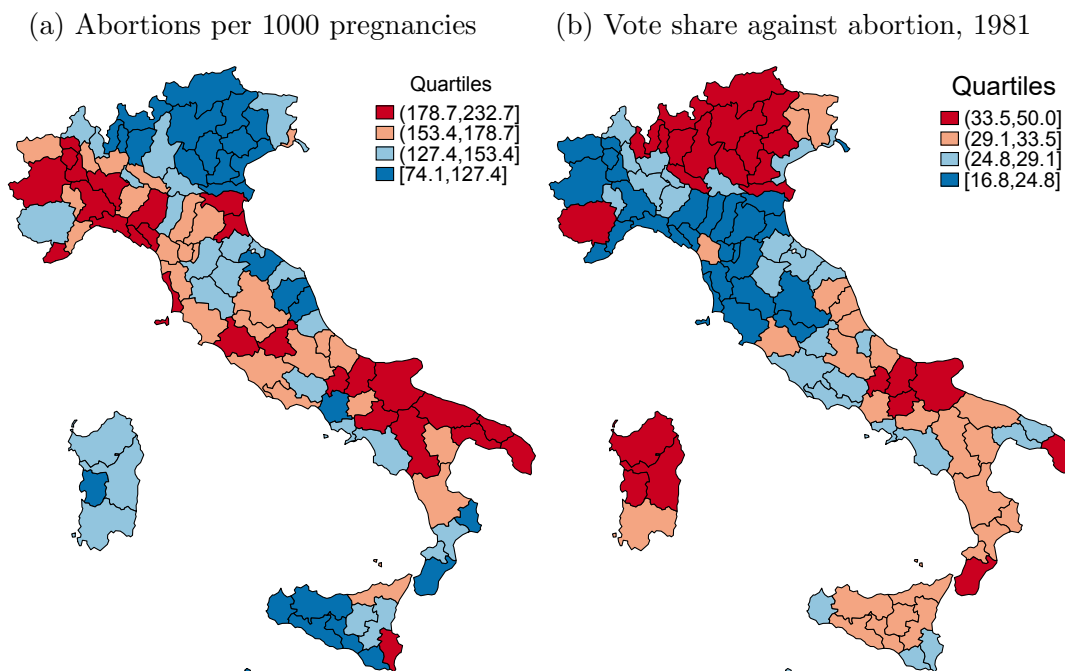 (a) Abortions per 1000 pregnancies
Quartiles
(178.7,232.7]
(153.4,178.7]
(127.4,153.4]
[74.1,127.4]
(b) Vote share against abortion, 1981
Quartiles
(33.5,50.0]
(29.1,33.5]
(24.8,29.1]
[16.8,24.8]